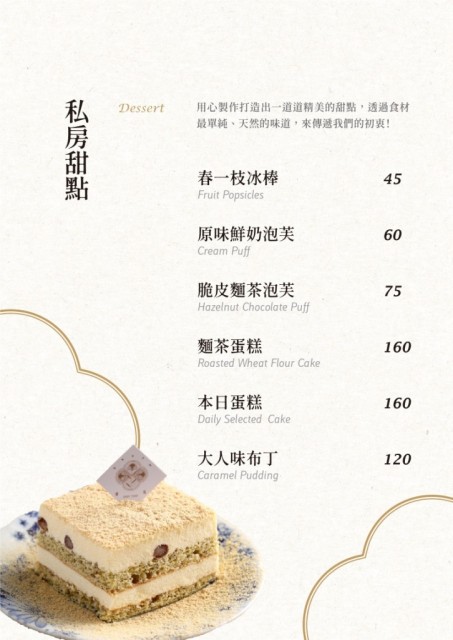 私房甜點
Dessert
用心製作打造出一道道精美的甜點，透過食材
最單純、天然的味道，來傳遞我們的初衷！
春一枝冰棒 45
Fruit Popsicles
原味鮮奶泡芙 60
Cream Puff
脆皮麵茶泡芙 75
Hazelnut Chocolate Puff
麵茶蛋糕 160
Roasted Wheat Flour Cake
本日蛋糕 160
Daily Selected Cake
大人味布丁 120
Caramel Pudding